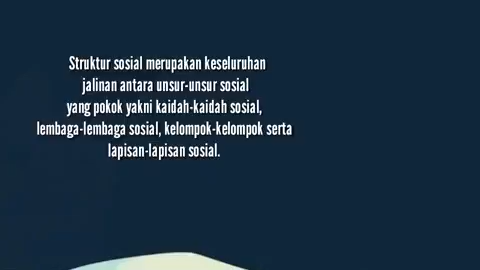 Struktur sosial merupakan keseluruhan
jalinan antara unsur-unsur sosial
yang pokok yakni kaidah-kaidah sosial,
lembaga-lembaga sosial, kelompok-kelompok serta
lapisan-lapisan sosial.